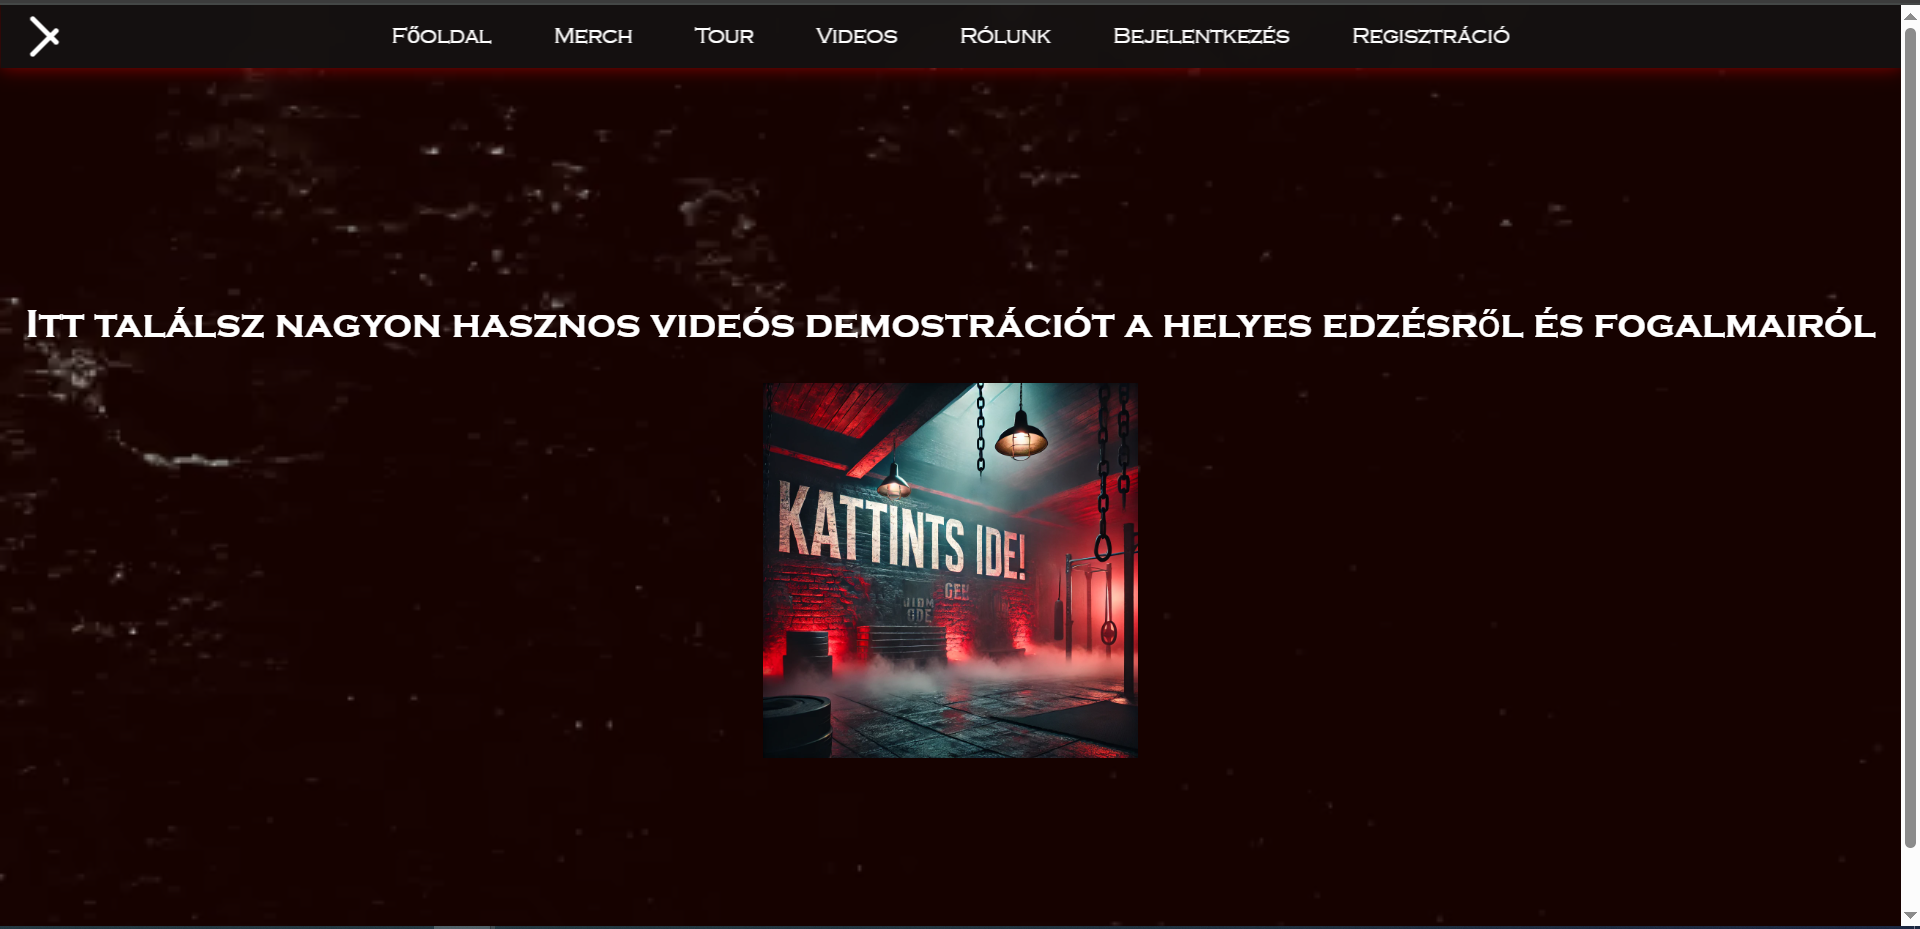 Főoldal Merch Tour Videos Rólunk Bejelentkezés Regisztráció
Itt találsz nagyon hasznos videós demostrációt a helyes edzésről és fogalmairól
KATTINTS IDE!